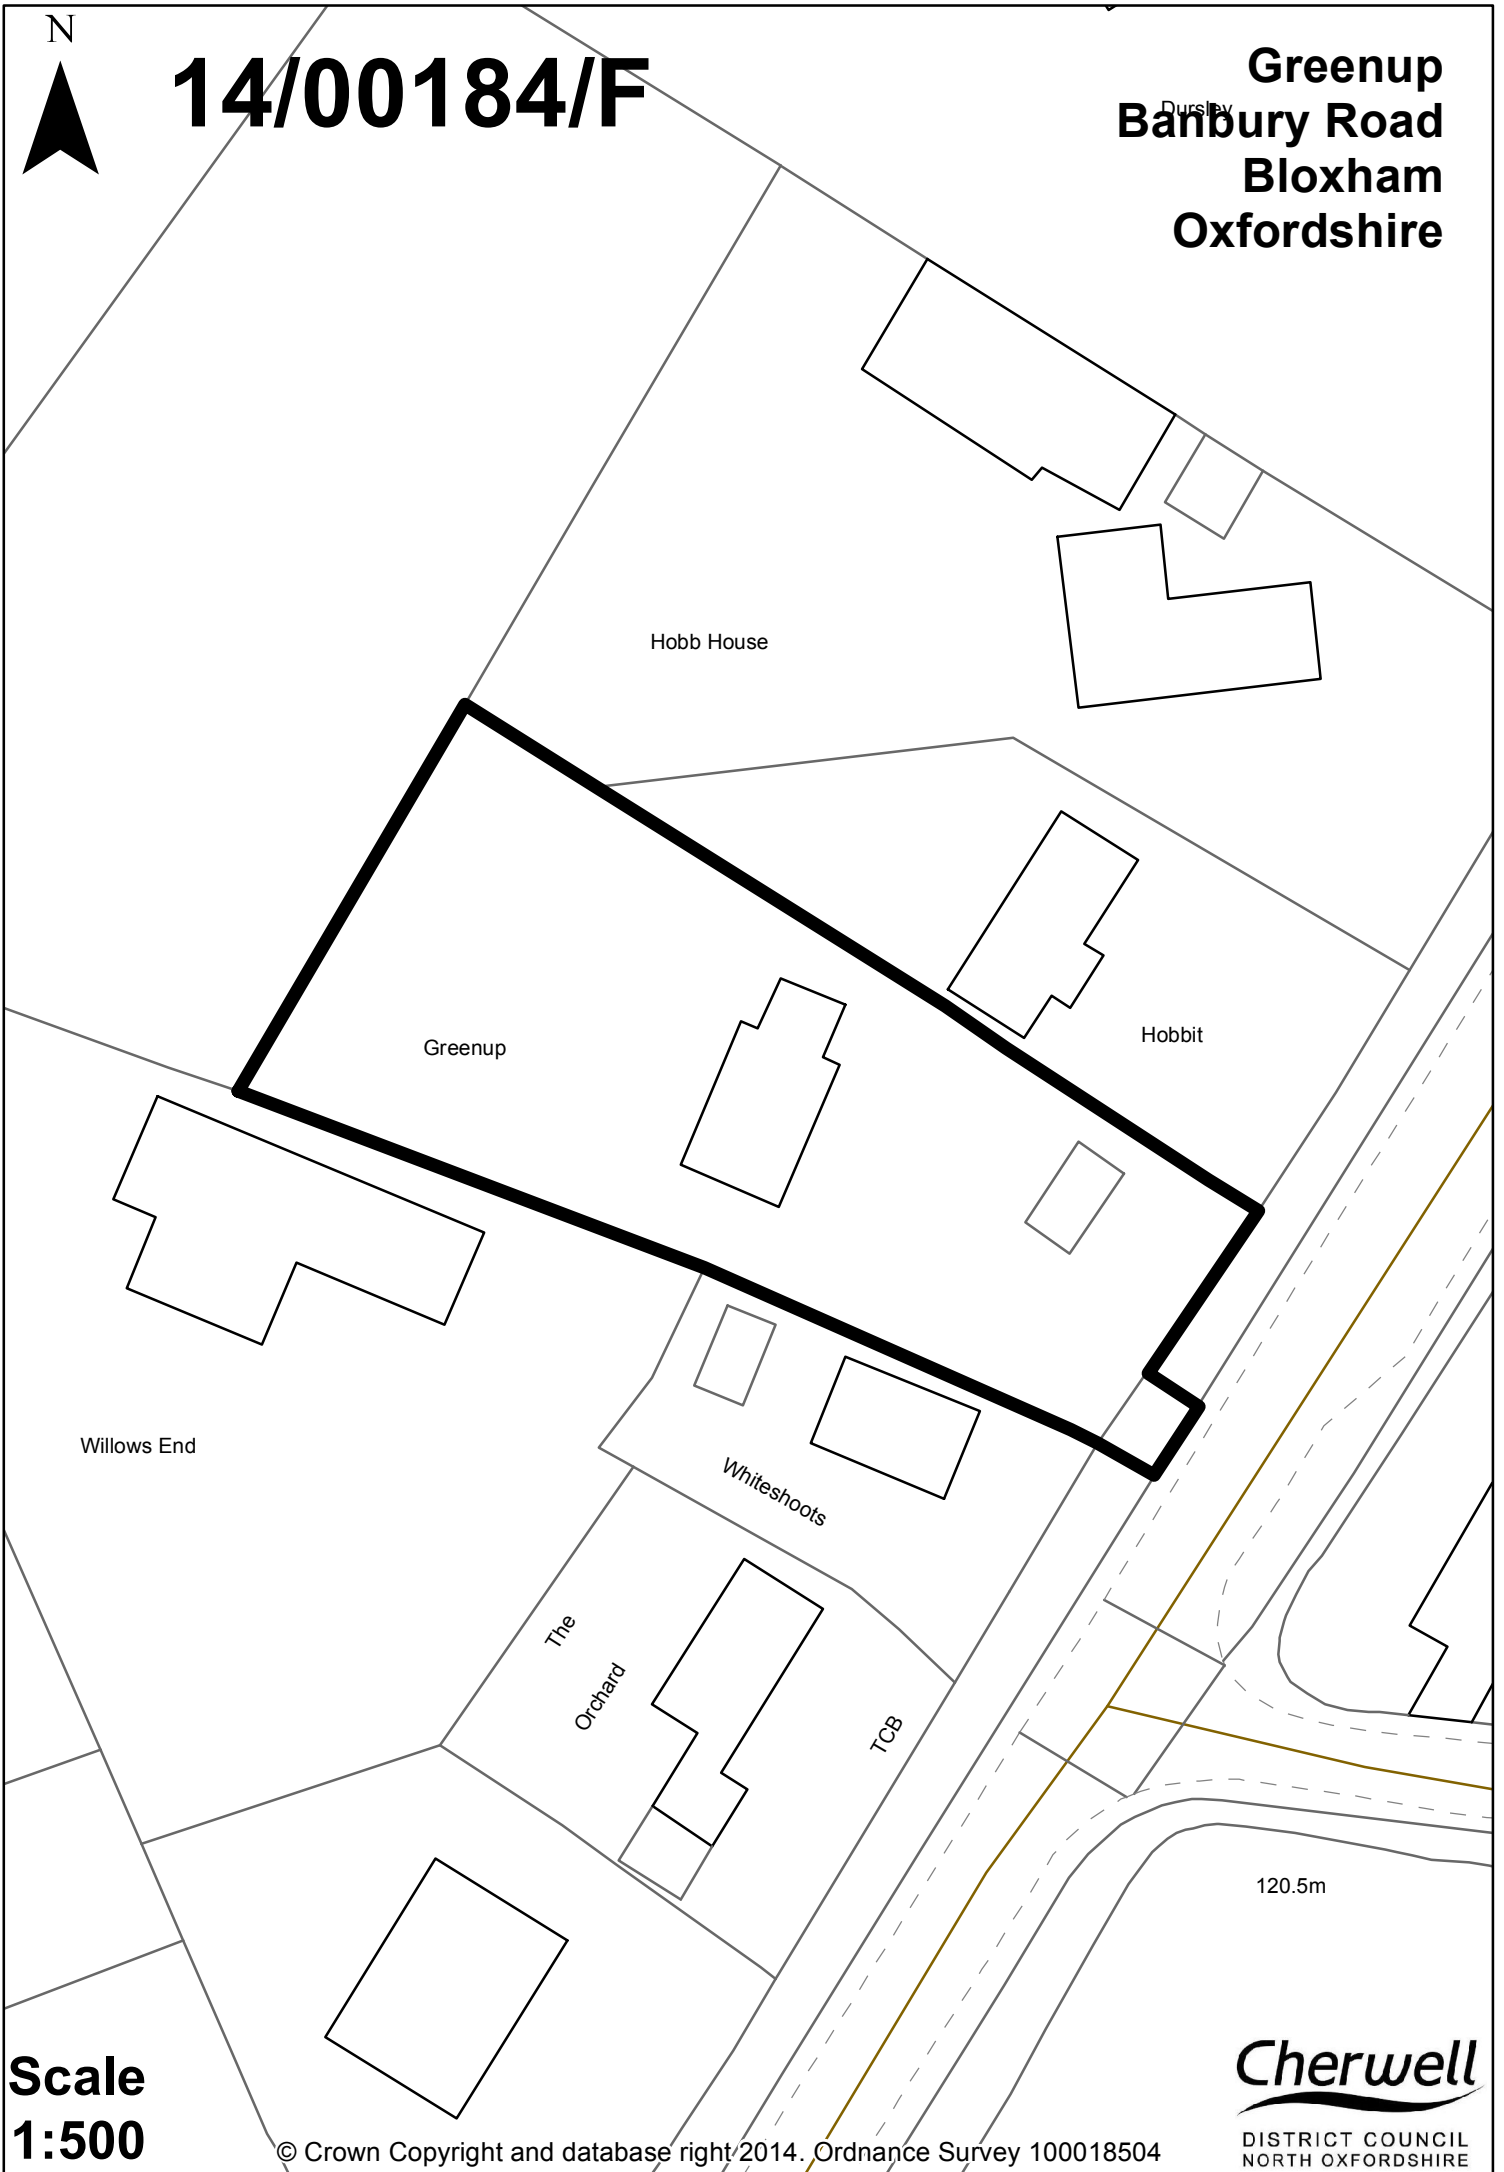 N
14/00184/F
Greenup
Dursley
Banbury Road
Bloxham
Oxfordshire
Hobb House
Greenup
Hobbit
Willows End
Whiteshoots
The
Orchard
TCB
120.5m
Scale
1:500
© Crown Copyright and database right 2014. Ordnance Survey 100018504
Cherwell
DISTRICT COUNCIL
NORTH OXFORDSHIRE